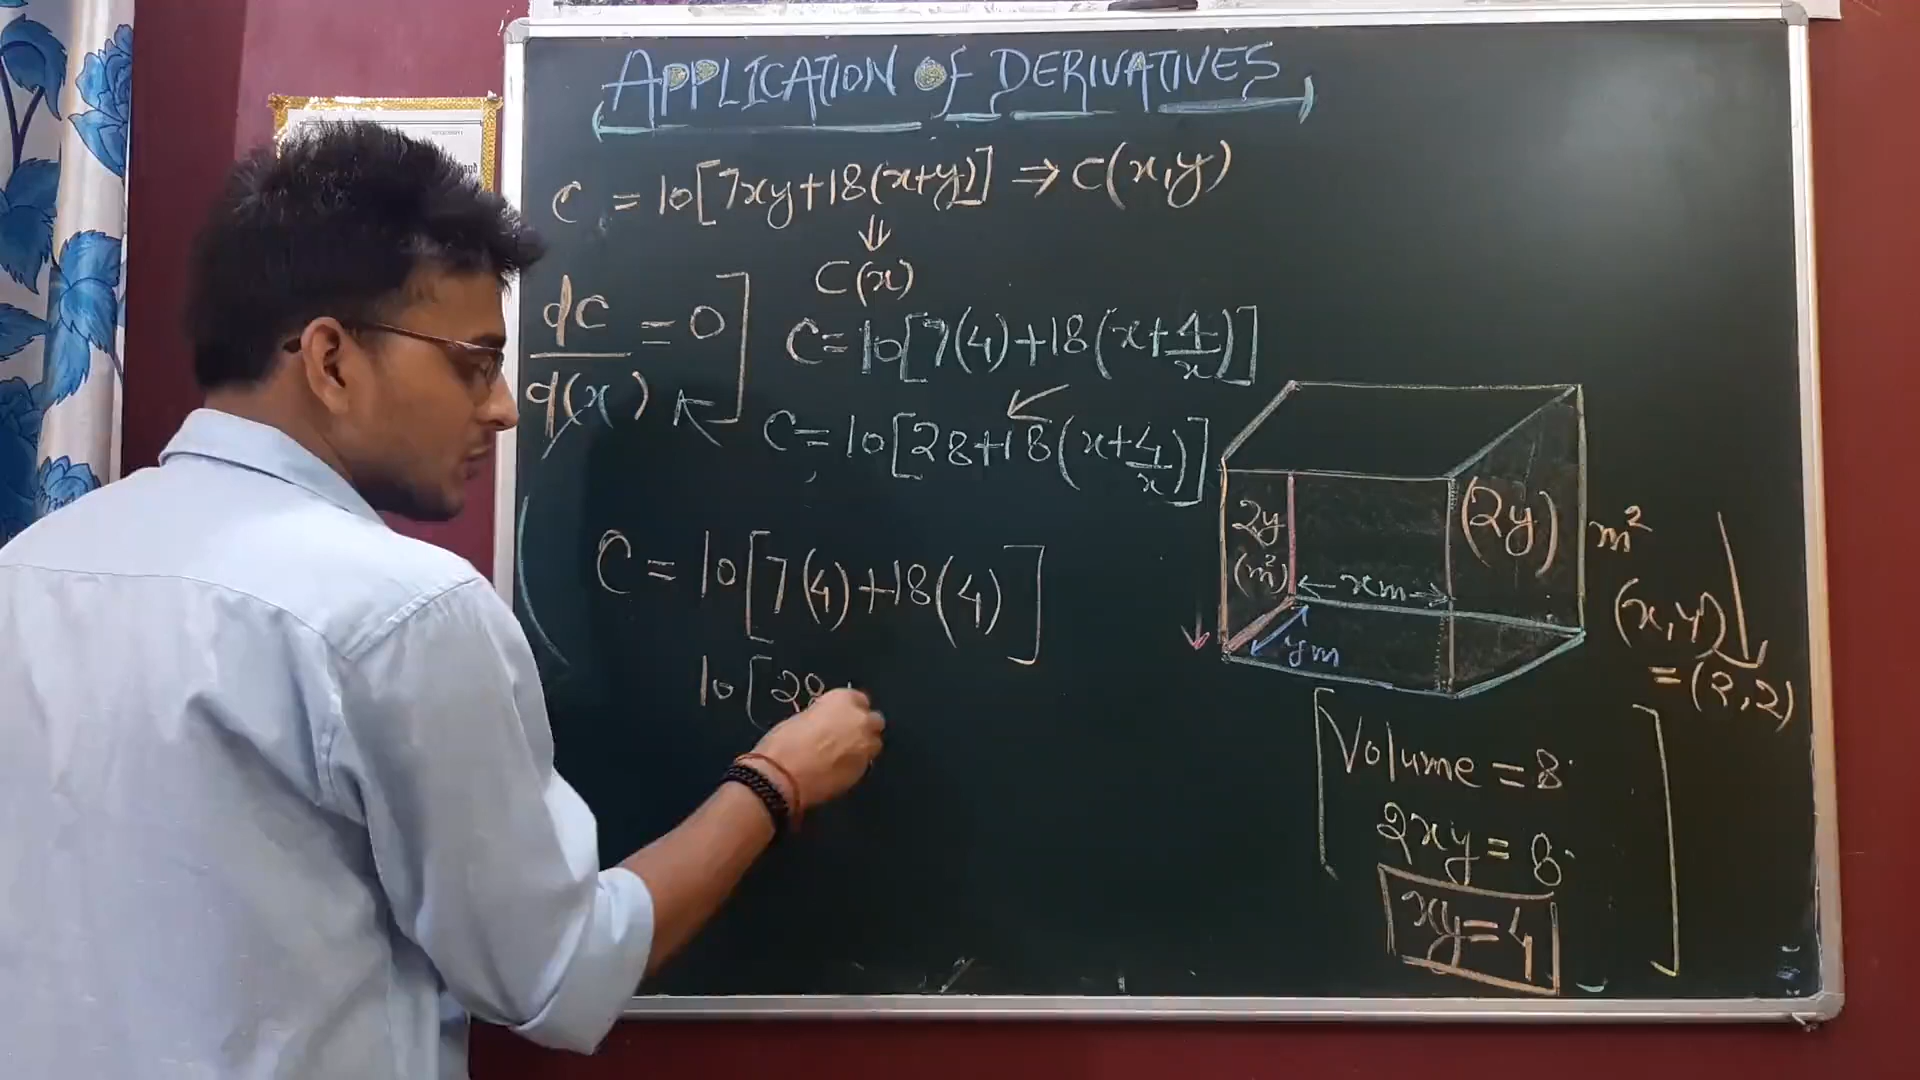 APPLICATION OF DERIVATIVES
C = 10[7xy+18(x+y)] ⇒ C(x,y)
⇓
C(x)
dC/d(x) = 0]
C=10[7(4)+18(x+4/x)]
C=10[28+18(x+4/x)]
C = 10[7(4)+18(4)]
10[28
2y
(m²)
(2y) m²
←xm→
ym
(x,y)
=(2,2)
[Volume = 8
2xy = 8
xy=4]